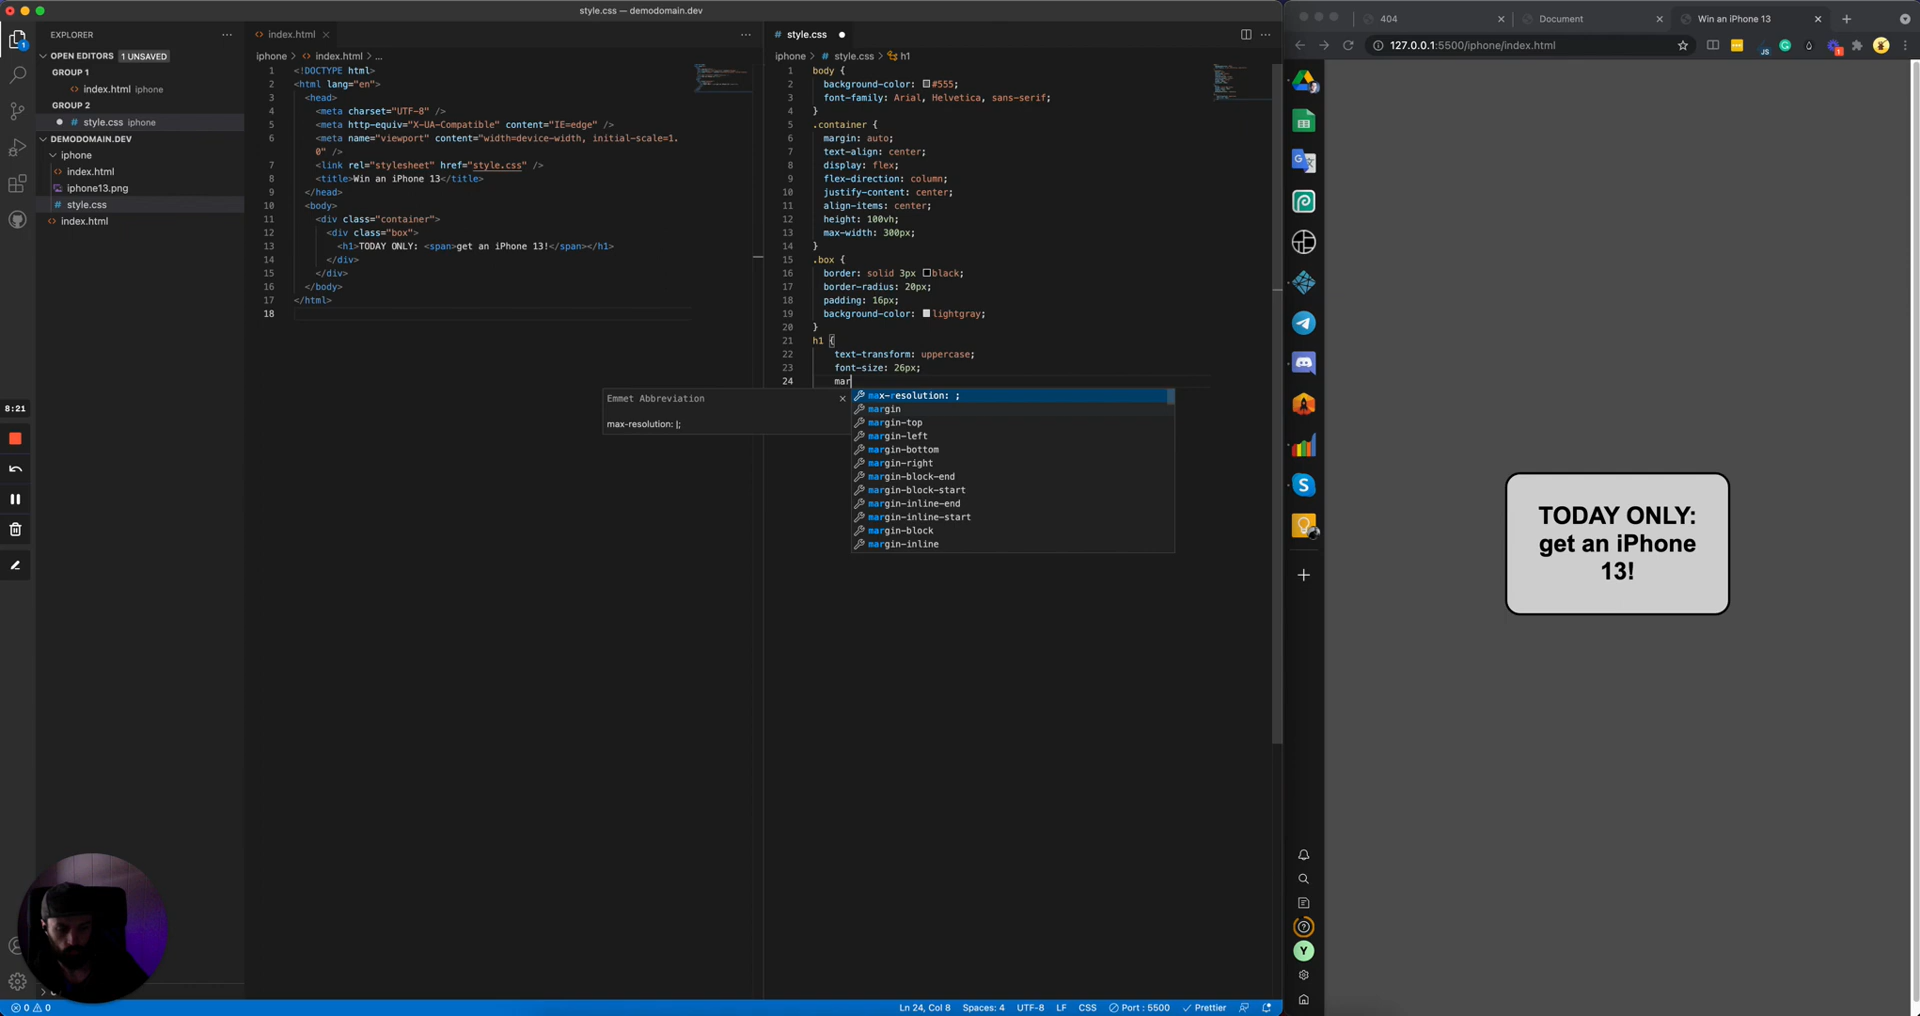 style.css — demodomain.dev
EXPLORER
OPEN EDITORS 1 UNSAVED
GROUP 1
index.html iphone
GROUP 2
style.css iphone
DEMODOMAIN.DEV
iphone
index.html
iphone13.png
style.css
index.html
index.html
iphone > index.html > ...
1 <!DOCTYPE html>
2 <html lang="en">
3 <head>
4 <meta charset="UTF-8" />
5 <meta http-equiv="X-UA-Compatible" content="IE=edge" />
6 <meta name="viewport" content="width=device-width, initial-scale=1.
0" />
7 <link rel="stylesheet" href="style.css" />
8 <title>Win an iPhone 13</title>
9 </head>
10 <body>
11 <div class="container">
12 <div class="box">
13 <h1>TODAY ONLY: <span>get an iPhone 13!</span></h1>
14 </div>
15 </div>
16 </body>
17 </html>
18
style.css
iphone > style.css > h1
1 body {
2 background-color: #555;
3 font-family: Arial, Helvetica, sans-serif;
4 }
5 .container {
6 margin: auto;
7 text-align: center;
8 display: flex;
9 flex-direction: column;
10 justify-content: center;
11 align-items: center;
12 height: 100vh;
13 max-width: 300px;
14 }
15 .box {
16 border: solid 3px black;
17 border-radius: 20px;
18 padding: 16px;
19 background-color: lightgray;
20 }
21 h1 {
22 text-transform: uppercase;
23 font-size: 26px;
24 mar
Emmet Abbreviation
max-resolution: |;
max-resolution: ;
margin
margin-top
margin-left
margin-bottom
margin-right
margin-block-end
margin-block-start
margin-inline-end
margin-inline-start
margin-block
margin-inline
8:21
0 0
Ln 24, Col 8 Spaces: 4 UTF-8 LF CSS Port : 5500 Prettier
404
Document
Win an iPhone 13
127.0.0.1:5500/iphone/index.html
TODAY ONLY:
get an iPhone
13!
Y